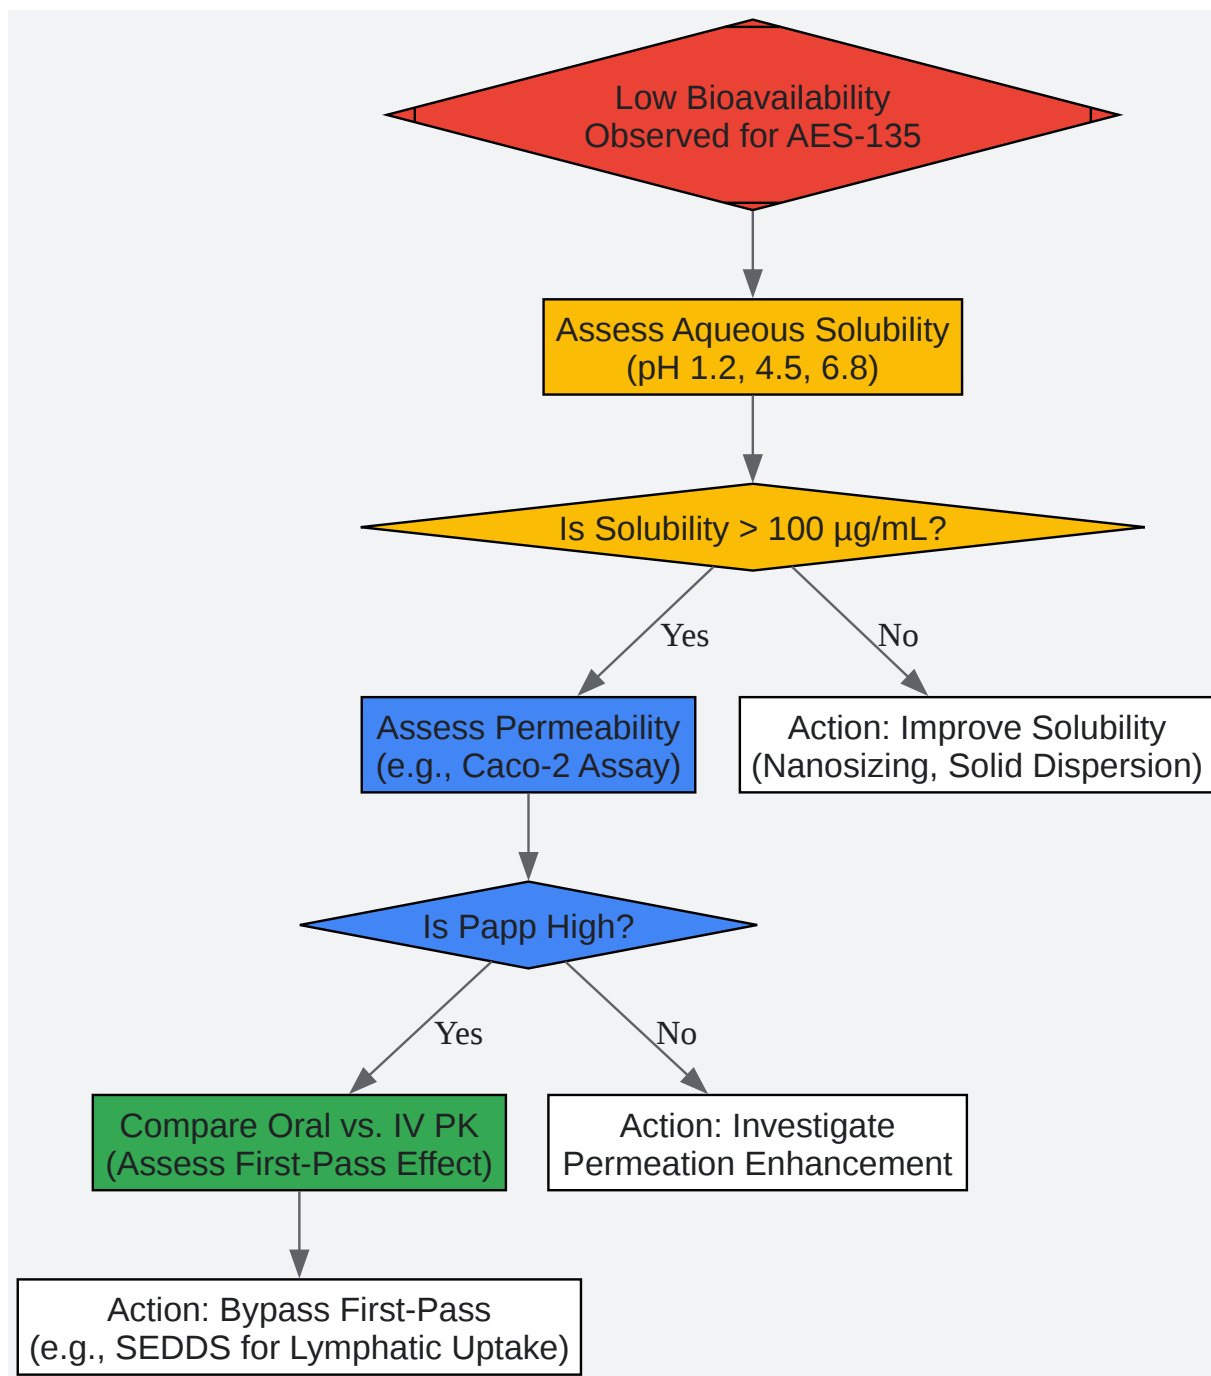 Low Bioavailability
Observed for AES-135
Assess Aqueous Solubility
(pH 1.2, 4.5, 6.8)
Is Solubility > 100 µg/mL?
Yes
No
Assess Permeability
(e.g., Caco-2 Assay)
Action: Improve Solubility
(Nanosizing, Solid Dispersion)
Is Papp High?
Yes
No
Compare Oral vs. IV PK
(Assess First-Pass Effect)
Action: Investigate
Permeation Enhancement
Action: Bypass First-Pass
(e.g., SEDDS for Lymphatic Uptake)